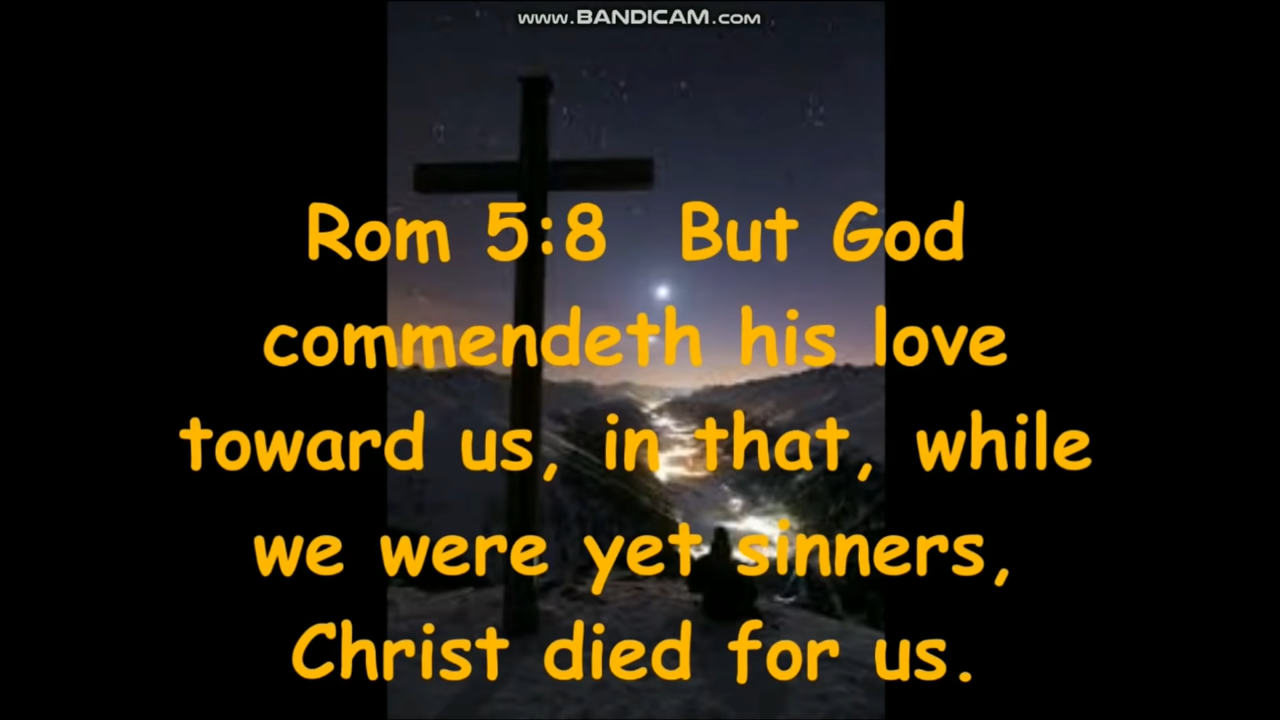 www.BANDICAM.com
Rom 5:8 But God
commendeth his love
toward us, in that, while
we were yet sinners,
Christ died for us.